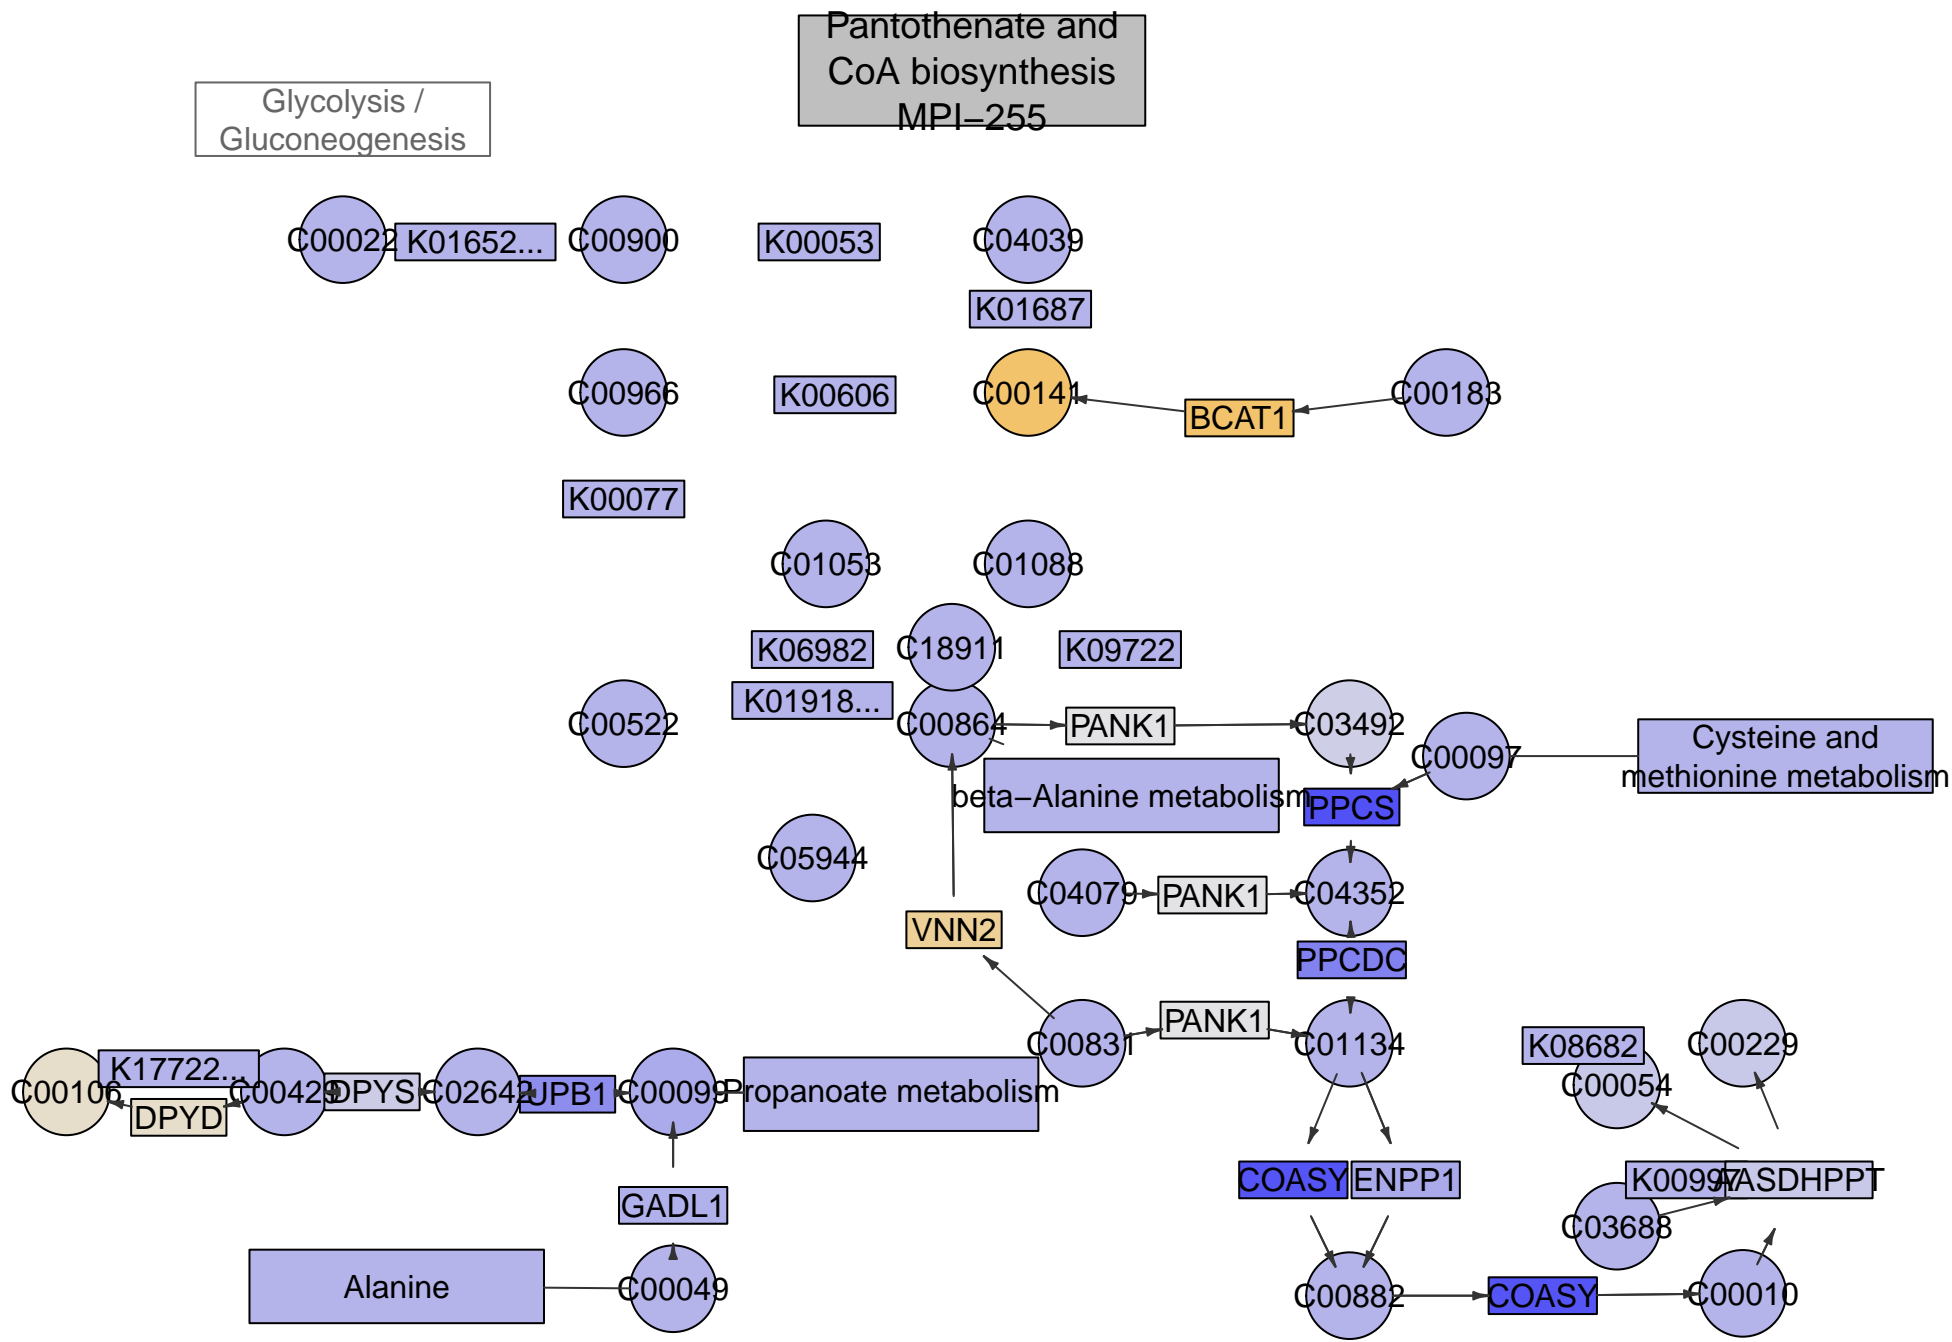 Pantothenate and
CoA biosynthesis
MPI−255
Glycolysis /
Gluconeogenesis
C00022
K01652...
C00900
K00053
C04039
K01687
C00966
K00606
C00141
BCAT1
C00183
K00077
C01053
C01088
K06982
C18911
K09722
K01918...
C00522
C00864
PANK1
C03492
C00097
Cysteine and
methionine metabolism
beta−Alanine metabolism
PPCS
C05944
C04079
PANK1
C04352
VNN2
PPCDC
C00831
PANK1
C01134
K08682
C00229
C00054
C00106
K17722...
DPYD
C00429
DPYS
C02642
UPB1
C00099
Propanoate metabolism
COASY
ENPP1
K00997
AASDHPPT
GADL1
C03688
Alanine
C00049
C00882
COASY
C00010